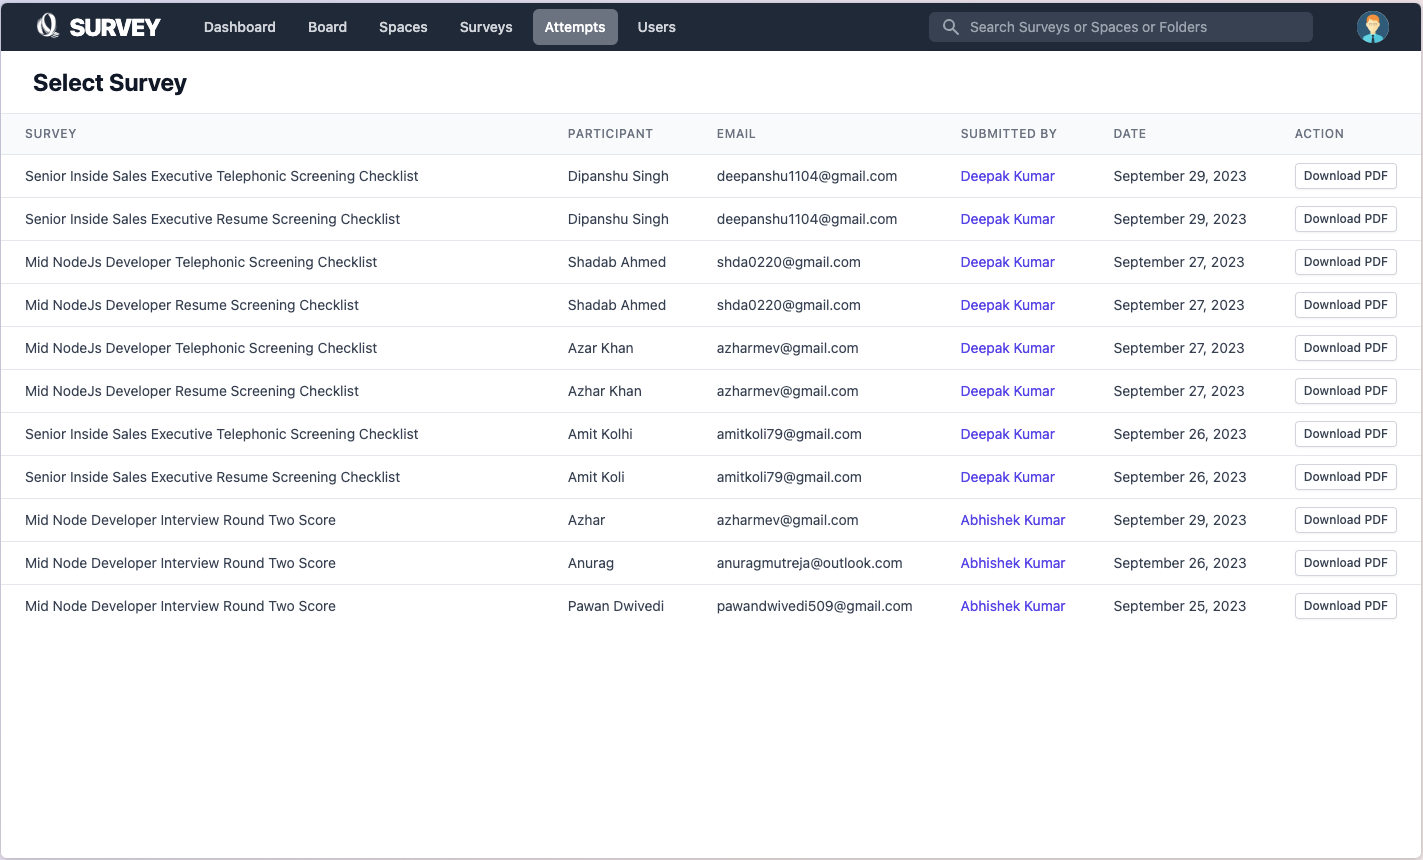 SURVEY Dashboard Board Spaces Surveys Attempts Users Search Surveys or Spaces or Folders
Select Survey
SURVEY PARTICIPANT EMAIL SUBMITTED BY DATE ACTION
Senior Inside Sales Executive Telephonic Screening Checklist Dipanshu Singh deepanshu1104@gmail.com Deepak Kumar September 29, 2023 Download PDF
Senior Inside Sales Executive Resume Screening Checklist Dipanshu Singh deepanshu1104@gmail.com Deepak Kumar September 29, 2023 Download PDF
Mid NodeJs Developer Telephonic Screening Checklist Shadab Ahmed shda0220@gmail.com Deepak Kumar September 27, 2023 Download PDF
Mid NodeJs Developer Resume Screening Checklist Shadab Ahmed shda0220@gmail.com Deepak Kumar September 27, 2023 Download PDF
Mid NodeJs Developer Telephonic Screening Checklist Azar Khan azharmev@gmail.com Deepak Kumar September 27, 2023 Download PDF
Mid NodeJs Developer Resume Screening Checklist Azhar Khan azharmev@gmail.com Deepak Kumar September 27, 2023 Download PDF
Senior Inside Sales Executive Telephonic Screening Checklist Amit Kolhi amitkoli79@gmail.com Deepak Kumar September 26, 2023 Download PDF
Senior Inside Sales Executive Resume Screening Checklist Amit Koli amitkoli79@gmail.com Deepak Kumar September 26, 2023 Download PDF
Mid Node Developer Interview Round Two Score Azhar azharmev@gmail.com Abhishek Kumar September 29, 2023 Download PDF
Mid Node Developer Interview Round Two Score Anurag anuragmutreja@outlook.com Abhishek Kumar September 26, 2023 Download PDF
Mid Node Developer Interview Round Two Score Pawan Dwivedi pawandwivedi509@gmail.com Abhishek Kumar September 25, 2023 Download PDF